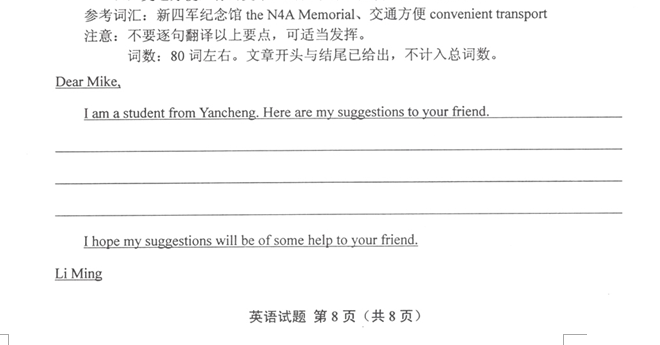 参考词汇：新四军纪念馆 the N4A Memorial、交通方便 convenient transport
注意：不要逐句翻译以上要点，可适当发挥。
词数：80 词左右。文章开头与结尾已给出，不计入总词数。
Dear Mike,
I am a student from Yancheng. Here are my suggestions to your friend.
I hope my suggestions will be of some help to your friend.
Li Ming
英语试题 第 8 页（共 8 页）